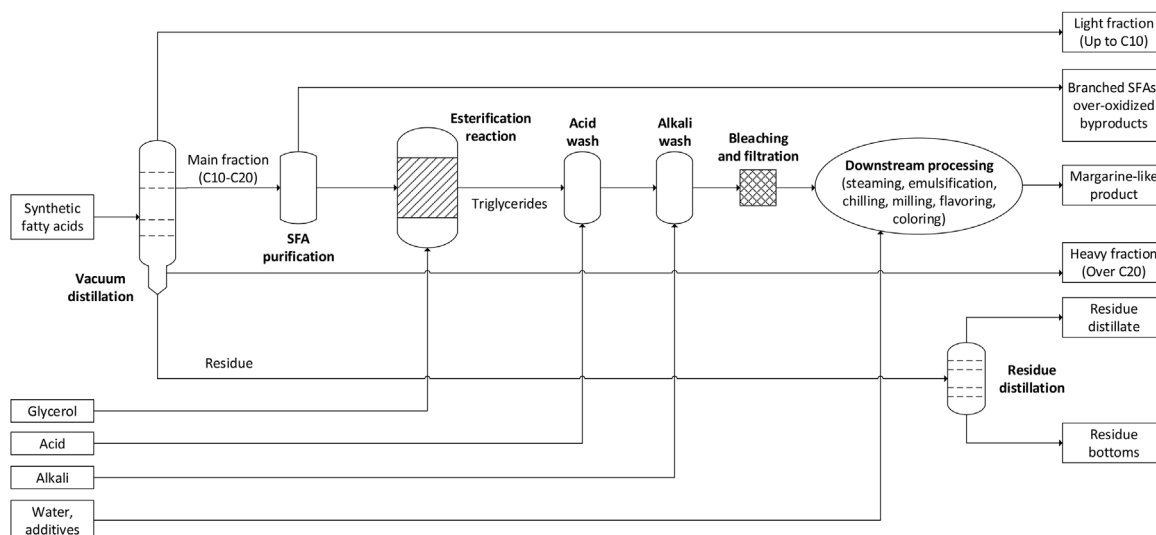 Light fraction
(Up to C10)
Branched SFAs,
over-oxidized
byproducts
Esterification
reaction
Acid
wash
Alkali
wash
Bleaching
and filtration
Main fraction
(C10-C20)
Downstream processing
(steaming, emulsification,
chilling, milling, flavoring,
coloring)
Margarine-like
product
Synthetic
fatty acids
Triglycerides
SFA
purification
Vacuum
distillation
Heavy fraction
(Over C20)
Residue
distillate
Residue
Residue
distillation
Glycerol
Acid
Residue
bottoms
Alkali
Water,
additives